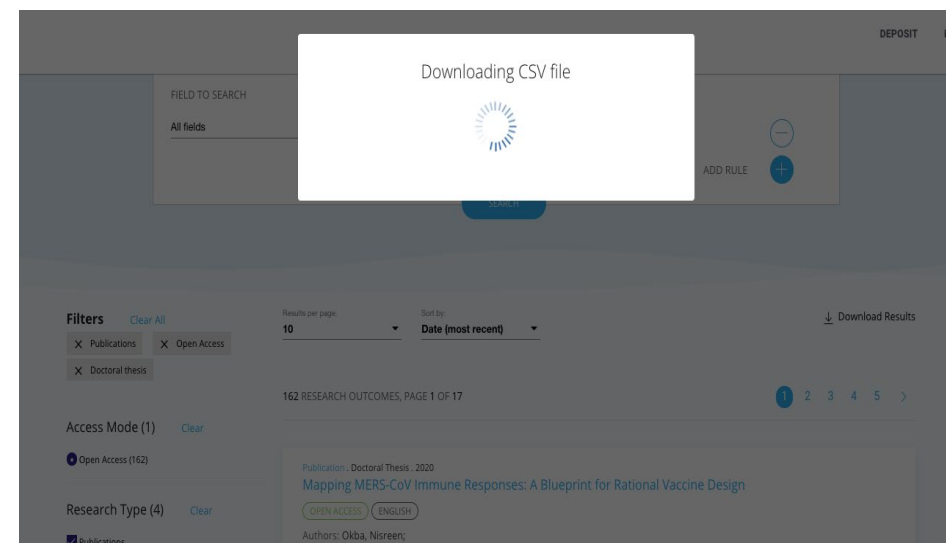 DEPOSIT
Downloading CSV file
FIELD TO SEARCH
All fields
ADD RULE
SEARCH
Filters Clear All
Publications Open Access
Doctoral thesis
Results per page:
10
Sort by:
Date (most recent)
Download Results
162 RESEARCH OUTCOMES, PAGE 1 OF 17
1 2 3 4 5
Access Mode (1) Clear
Open Access (162)
Research Type (4) Clear
Publications
Publication . Doctoral Thesis . 2020
Mapping MERS-CoV Immune Responses: A Blueprint for Rational Vaccine Design
OPEN ACCESS ENGLISH
Authors: Okba, Nisreen;